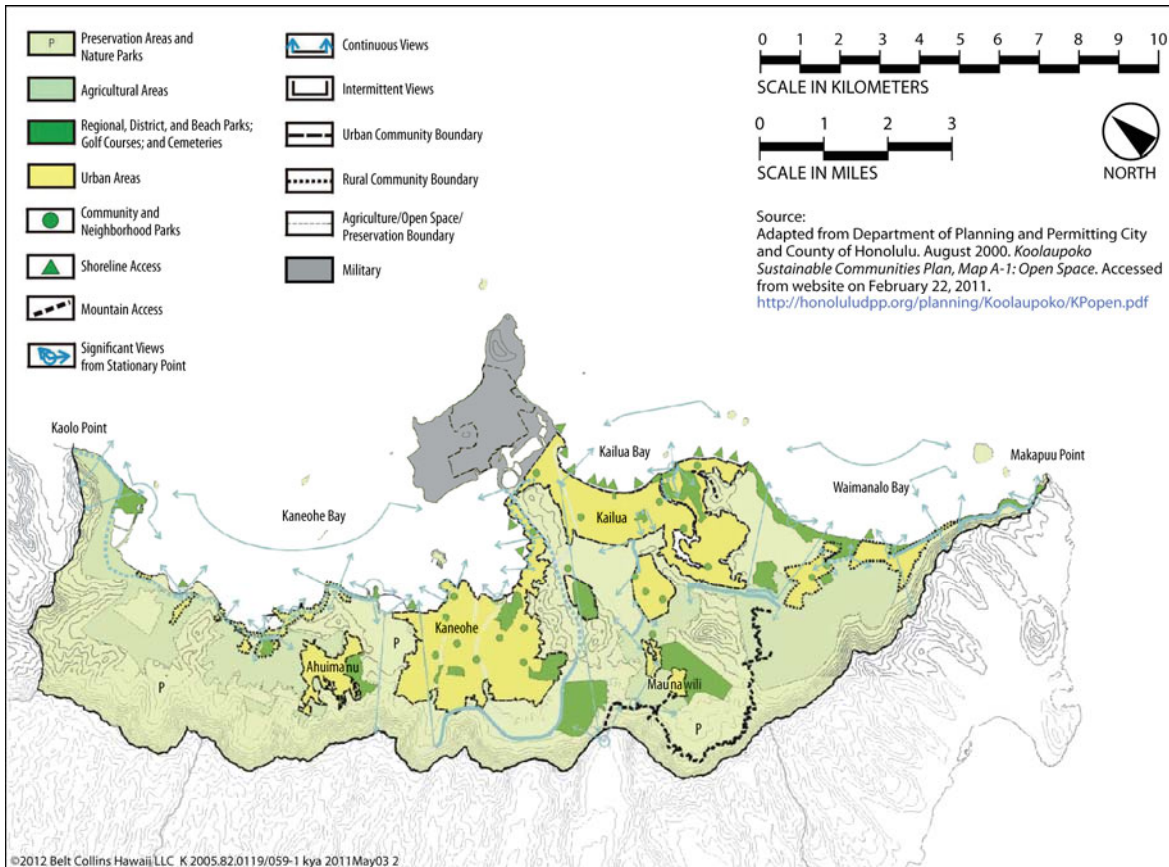 P
Preservation Areas and
Nature Parks
Agricultural Areas
Regional, District, and Beach Parks;
Golf Courses; and Cemeteries
Urban Areas
Community and
Neighborhood Parks
Shoreline Access
Mountain Access
Significant Views
from Stationary Point
Continuous Views
Intermittent Views
Urban Community Boundary
Rural Community Boundary
Agriculture/Open Space/
Preservation Boundary
Military
0 1 2 3 4 5 6 7 8 9 10
SCALE IN KILOMETERS
0 1 2 3
SCALE IN MILES
NORTH
Source:
Adapted from Department of Planning and Permitting City
and County of Honolulu. August 2000. Koolaupoko
Sustainable Communities Plan, Map A-1: Open Space. Accessed
from website on February 22, 2011.
http://honoluludpp.org/planning/Koolaupoko/KPopen.pdf
Kaolo Point
Kailua Bay
Makapuu Point
Waimanalo Bay
Kaneohe Bay
Kailua
Kaneohe
P
Ahuimanu
Maunawili
P
P
©2012 Belt Collins Hawaii LLC K 2005.82.0119/059-1 kya 2011May03 2